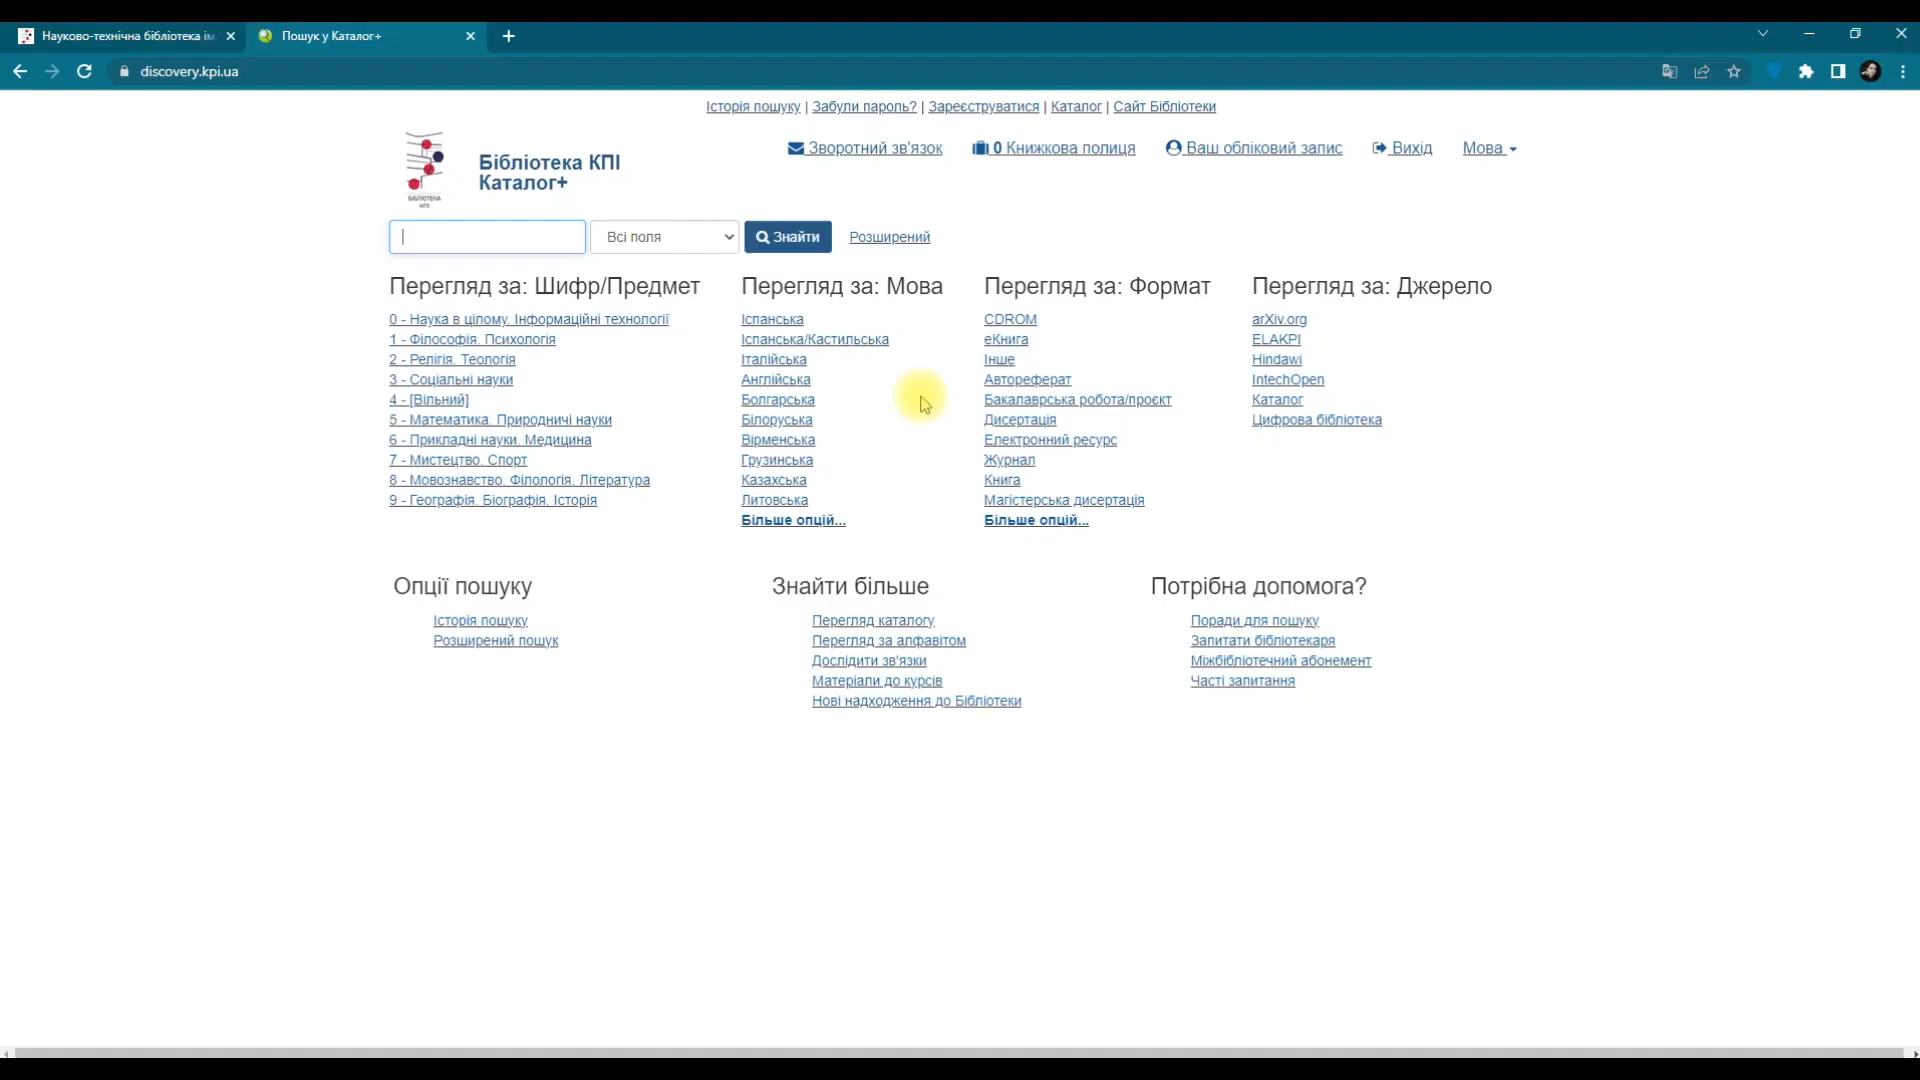 Науково-технічна бібліотека ім
Пошук у Каталог+
discovery.kpi.ua
Історія пошуку | Забули пароль? | Зареєструватися | Каталог | Сайт Бібліотеки
БІБЛІОТЕКА
КПІ
Бібліотека КПІ
Каталог+
Зворотний зв'язок
0 Книжкова полиця
Ваш обліковий запис
Вихід
Мова
Всі поля
Знайти
Розширений
Перегляд за: Шифр/Предмет
0 - Наука в цілому. Інформаційні технології
1 - Філософія. Психологія
2 - Релігія. Теологія
3 - Соціальні науки
4 - [Вільний]
5 - Математика. Природничі науки
6 - Прикладні науки. Медицина
7 - Мистецтво. Спорт
8 - Мовознавство. Філологія. Література
9 - Географія. Біографія. Історія
Перегляд за: Мова
Іспанська
Іспанська/Кастильська
Італійська
Англійська
Болгарська
Білоруська
Вірменська
Грузинська
Казахська
Литовська
Більше опцій...
Перегляд за: Формат
CDROM
еКнига
Інше
Автореферат
Бакалаврська робота/проєкт
Дисертація
Електронний ресурс
Журнал
Книга
Магістерська дисертація
Більше опцій...
Перегляд за: Джерело
arXiv.org
ELAKPI
Hindawi
IntechOpen
Каталог
Цифрова бібліотека
Опції пошуку
Історія пошуку
Розширений пошук
Знайти більше
Перегляд каталогу
Перегляд за алфавітом
Дослідити зв'язки
Матеріали до курсів
Нові надходження до Бібліотеки
Потрібна допомога?
Поради для пошуку
Запитати бібліотекаря
Міжбібліотечний абонемент
Часті запитання